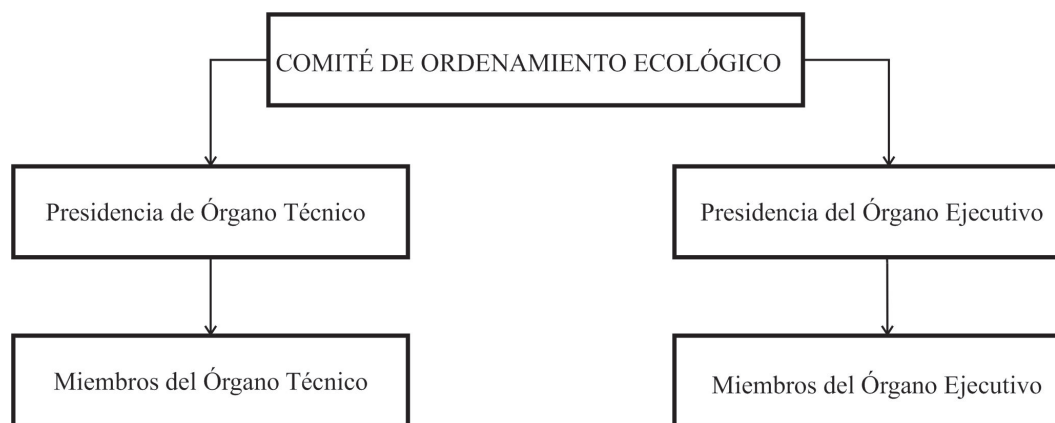 COMITÉ DE ORDENAMIENTO ECOLÓGICO
Presidencia de Órgano Técnico
Presidencia del Órgano Ejecutivo
Miembros del Órgano Técnico
Miembros del Órgano Ejecutivo